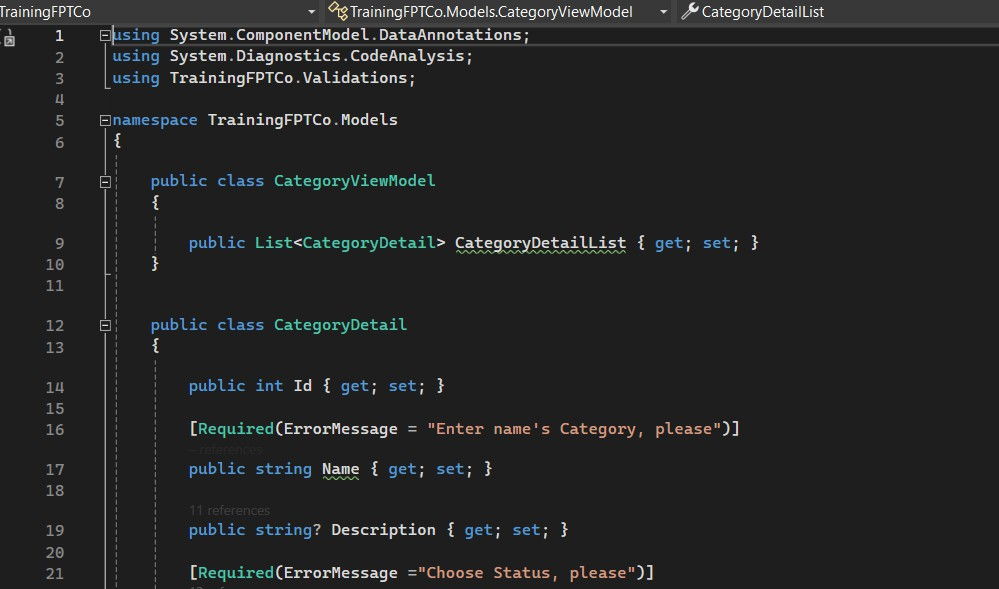 TrainingFPTCo TrainingFPTCo.Models.CategoryViewModel CategoryDetailList
1 using System.ComponentModel.DataAnnotations;
2 using System.Diagnostics.CodeAnalysis;
3 using TrainingFPTCo.Validations;
4
5 namespace TrainingFPTCo.Models
6 {
7 public class CategoryViewModel
8 {
9 public List<CategoryDetail> CategoryDetailList { get; set; }
10 }
11
12 public class CategoryDetail
13 {
14 public int Id { get; set; }
15
16 [Required(ErrorMessage = "Enter name's Category, please")]
references
17 public string Name { get; set; }
18
11 references
19 public string? Description { get; set; }
20
21 [Required(ErrorMessage ="Choose Status, please")]